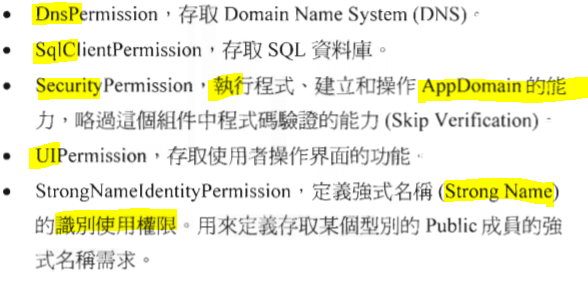 • DnsPermission，存取 Domain Name System (DNS)。
• SqlClientPermission，存取 SQL 資料庫。
• SecurityPermission，執行程式、建立和操作 AppDomain 的能
力，略過這個組件中程式碼驗證的能力 (Skip Verification)。
• UIPermission，存取使用者操作界面的功能。
• StrongNameIdentityPermission，定義強式名稱 (Strong Name)
的識別使用權限。用來定義存取某個型別的 Public 成員的強
式名稱需求。